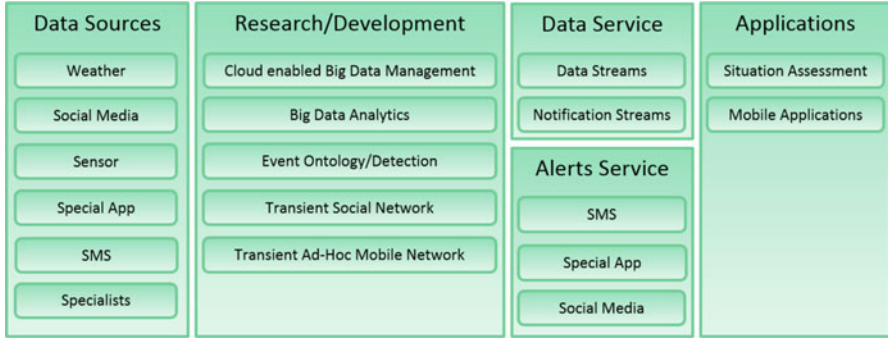 Data Sources
Weather
Social Media
Sensor
Special App
SMS
Specialists
Research/Development
Cloud enabled Big Data Management
Big Data Analytics
Event Ontology/Detection
Transient Social Network
Transient Ad-Hoc Mobile Network
Data Service
Data Streams
Notification Streams
Alerts Service
SMS
Special App
Social Media
Applications
Situation Assessment
Mobile Applications